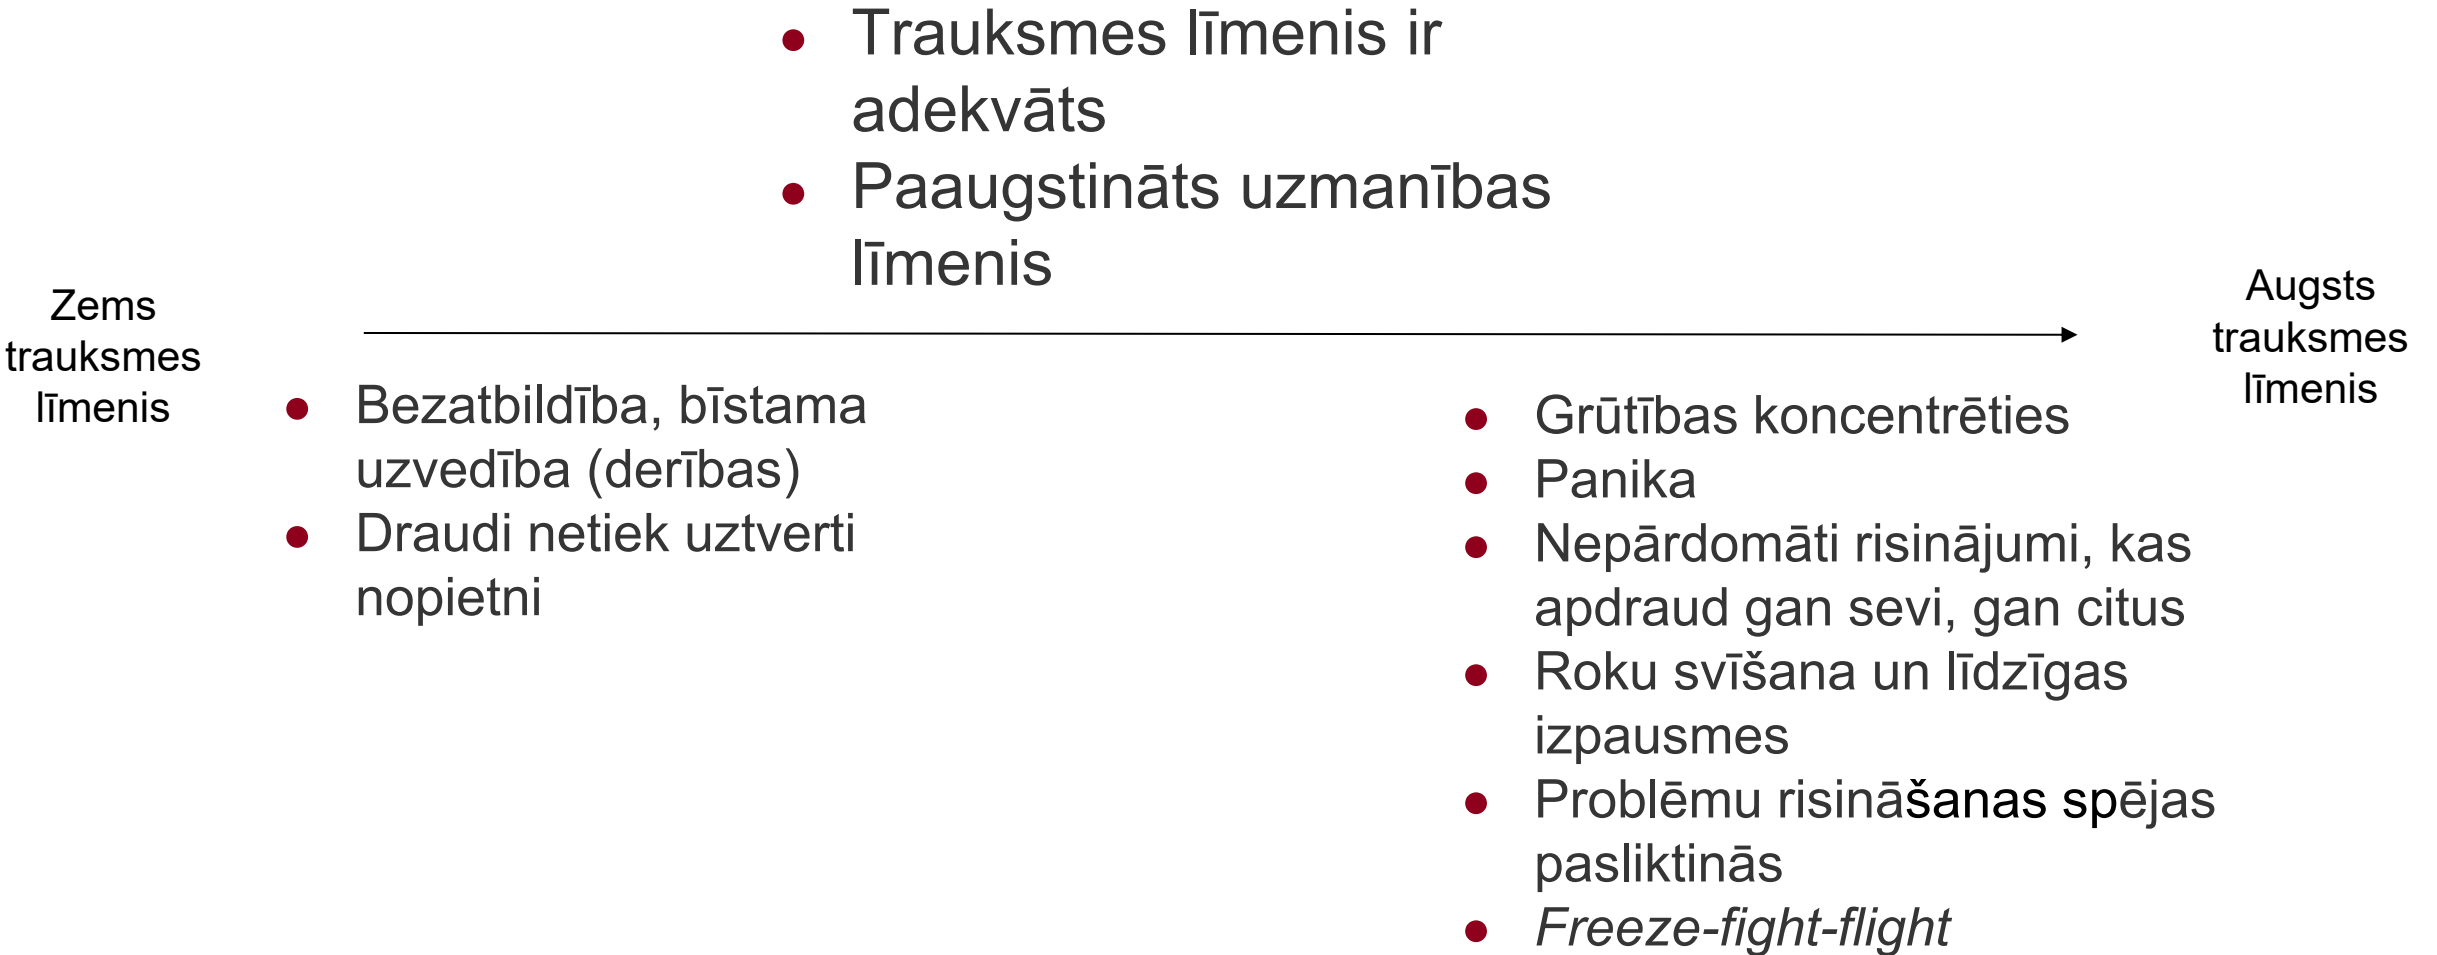 ● Trauksmes līmenis ir
adekvāts
● Paaugstināts uzmanības
līmenis
Zems
trauksmes
līmenis
Augsts
trauksmes
līmenis
● Bezatbildība, bīstama
uzvedība (derības)
● Draudi netiek uztverti
nopietni
● Grūtības koncentrēties
● Panika
● Nepārdomāti risinājumi, kas
apdraud gan sevi, gan citus
● Roku svīšana un līdzīgas
izpausmes
● Problēmu risināšanas spējas
pasliktinās
● Freeze-fight-flight